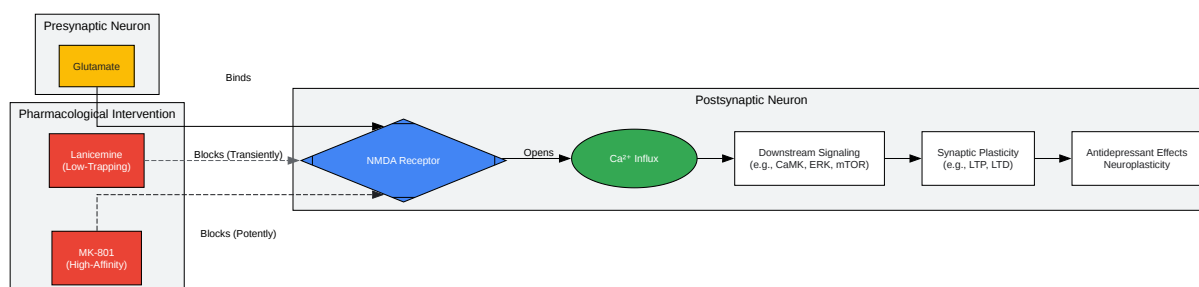 Presynaptic Neuron
Glutamate
Binds
Pharmacological Intervention
Lanicemine
(Low-Trapping)
Blocks (Transiently)
MK-801
(High-Affinity)
Blocks (Potently)
Postsynaptic Neuron
NMDA Receptor
Opens
Ca²⁺ Influx
Downstream Signaling
(e.g., CaMK, ERK, mTOR)
Synaptic Plasticity
(e.g., LTP, LTD)
Antidepressant Effects
Neuroplasticity